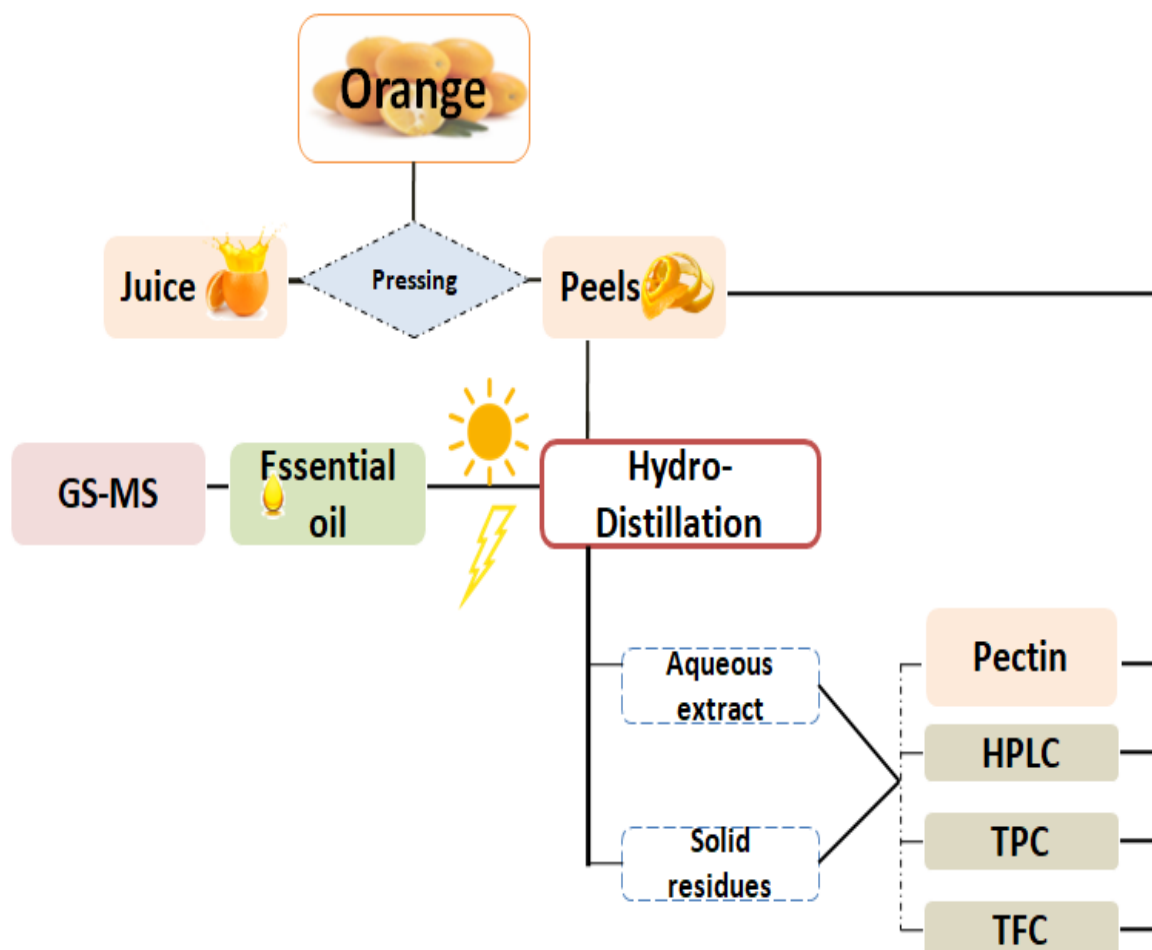 Orange
Juice
Pressing
Peels
GS-MS
Essential
oil
Hydro-
Distillation
Aqueous
extract
Solid
residues
Pectin
HPLC
TPC
TFC